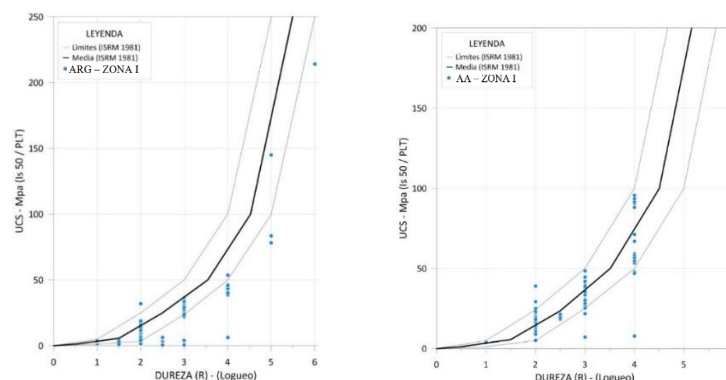 250
200
150
100
50
0
UCS - Mpa (Is 50 / PLT)
LEYENDA
Límites (ISRM 1981)
Media (ISRM 1981)
ARG – ZONA I
0 1 2 3 4 5 6
DUREZA (R) - (Logueo)
200
150
100
50
0
UCS - Mpa (Is 50 / PLT)
LEYENDA
Límites (ISRM 1981)
Media (ISRM 1981)
AA – ZONA I
0 1 2 3 4 5
DUREZA (R) - (Logueo)